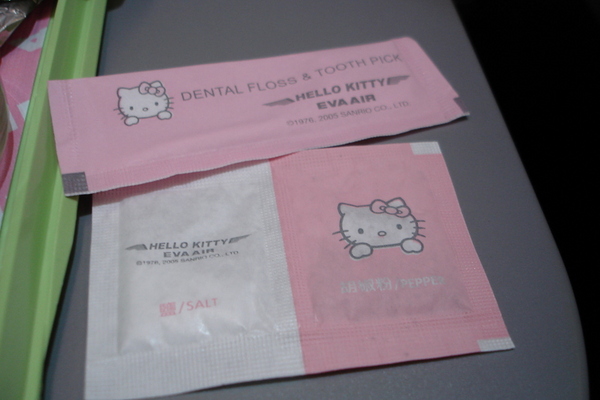 DENTAL FLOSS & TOOTH PICK
HELLO KITTY
EVA AIR
©1976, 2005 SANRIO CO., LTD.
HELLO KITTY
EVA AIR
©1976, 2005 SANRIO CO., LTD.
鹽/SALT
/PEPPER